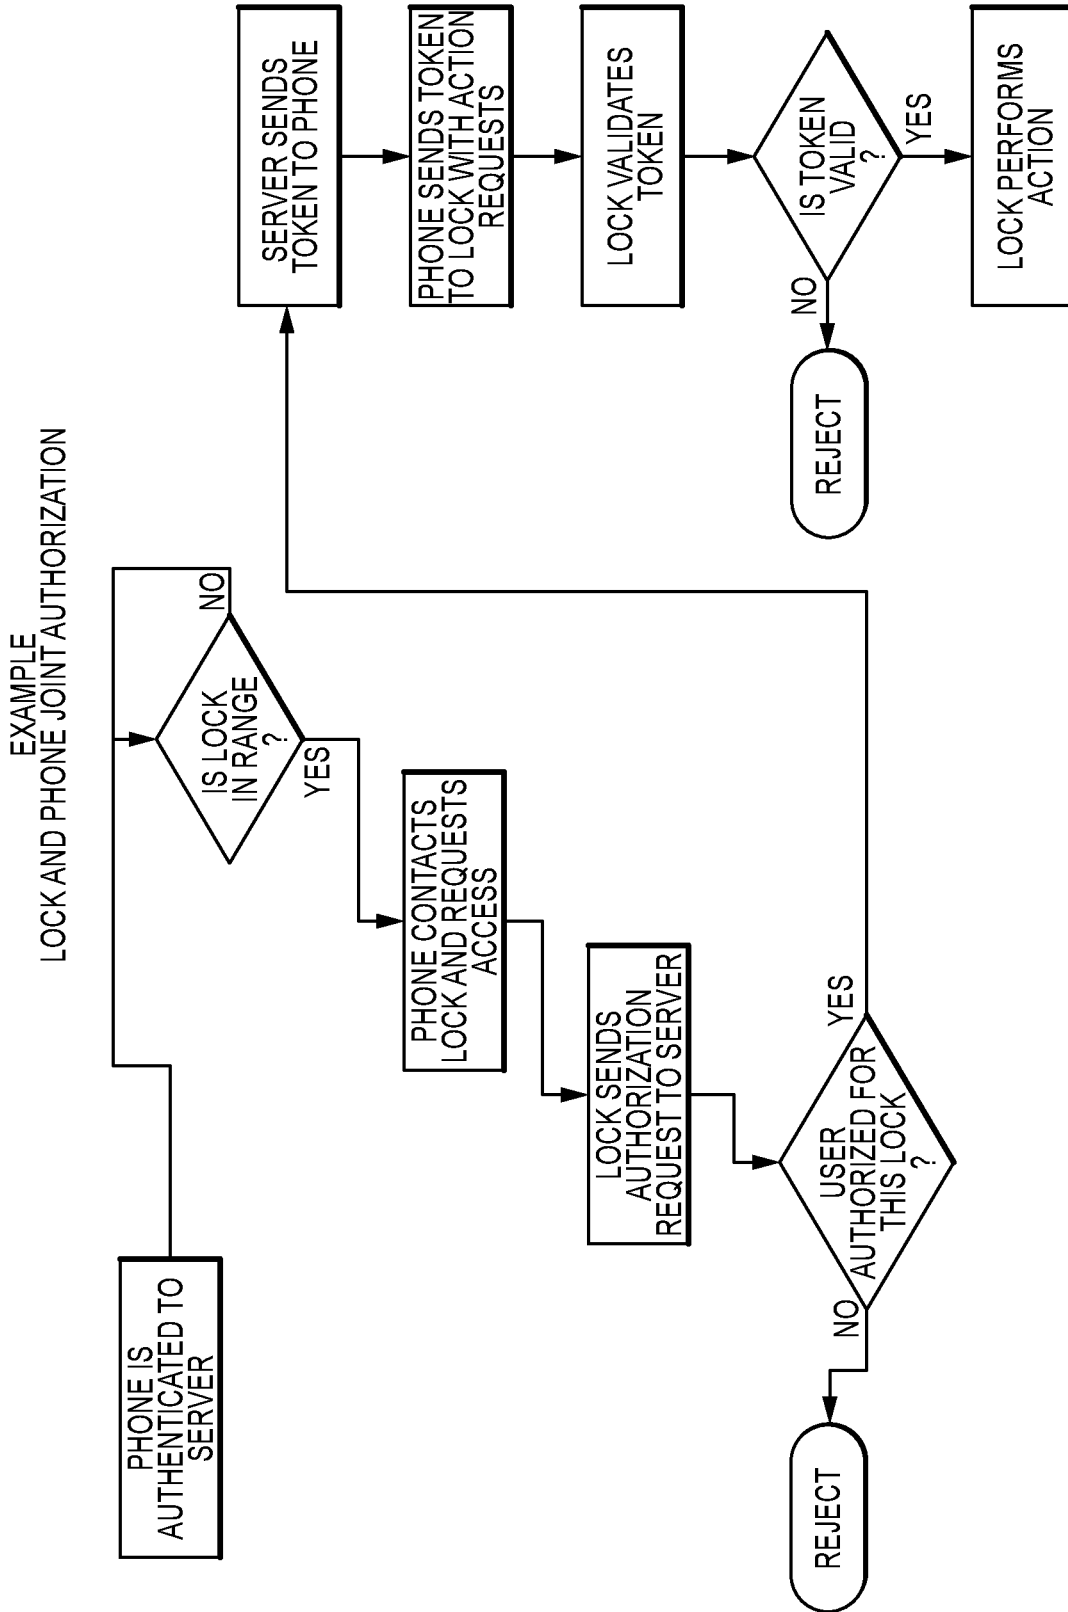 EXAMPLE
LOCK AND PHONE JOINT AUTHORIZATION
PHONE IS
AUTHENTICATED TO
SERVER
IS LOCK
IN RANGE
?
NO
YES
PHONE CONTACTS
LOCK AND REQUESTS
ACCESS
LOCK SENDS
AUTHORIZATION
REQUEST TO SERVER
USER
AUTHORIZED FOR
THIS LOCK
?
NO
YES
REJECT
SERVER SENDS
TOKEN TO PHONE
PHONE SENDS TOKEN
TO LOCK WITH ACTION
REQUESTS
LOCK VALIDATES
TOKEN
IS TOKEN
VALID
?
NO
YES
REJECT
LOCK PERFORMS
ACTION